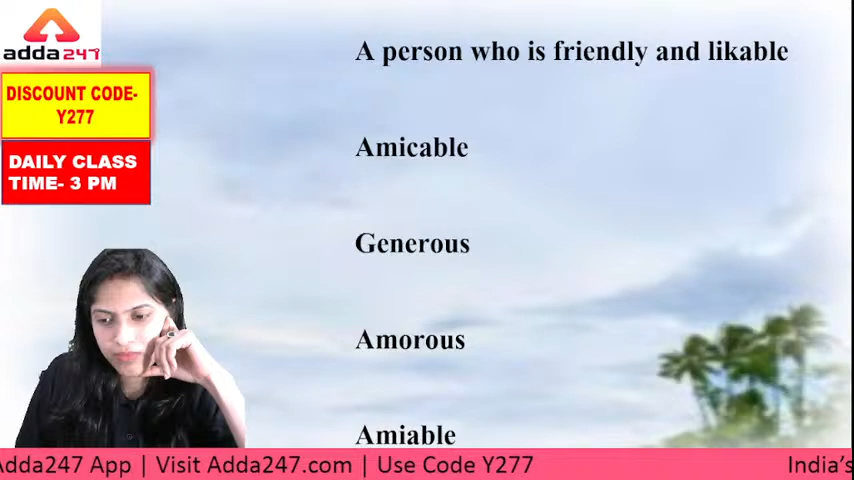 adda247
DISCOUNT CODE-
Y277
DAILY CLASS
TIME- 3 PM
A person who is friendly and likable
Amicable
Generous
Amorous
Amiable
Adda247 App | Visit Adda247.com | Use Code Y277
India's